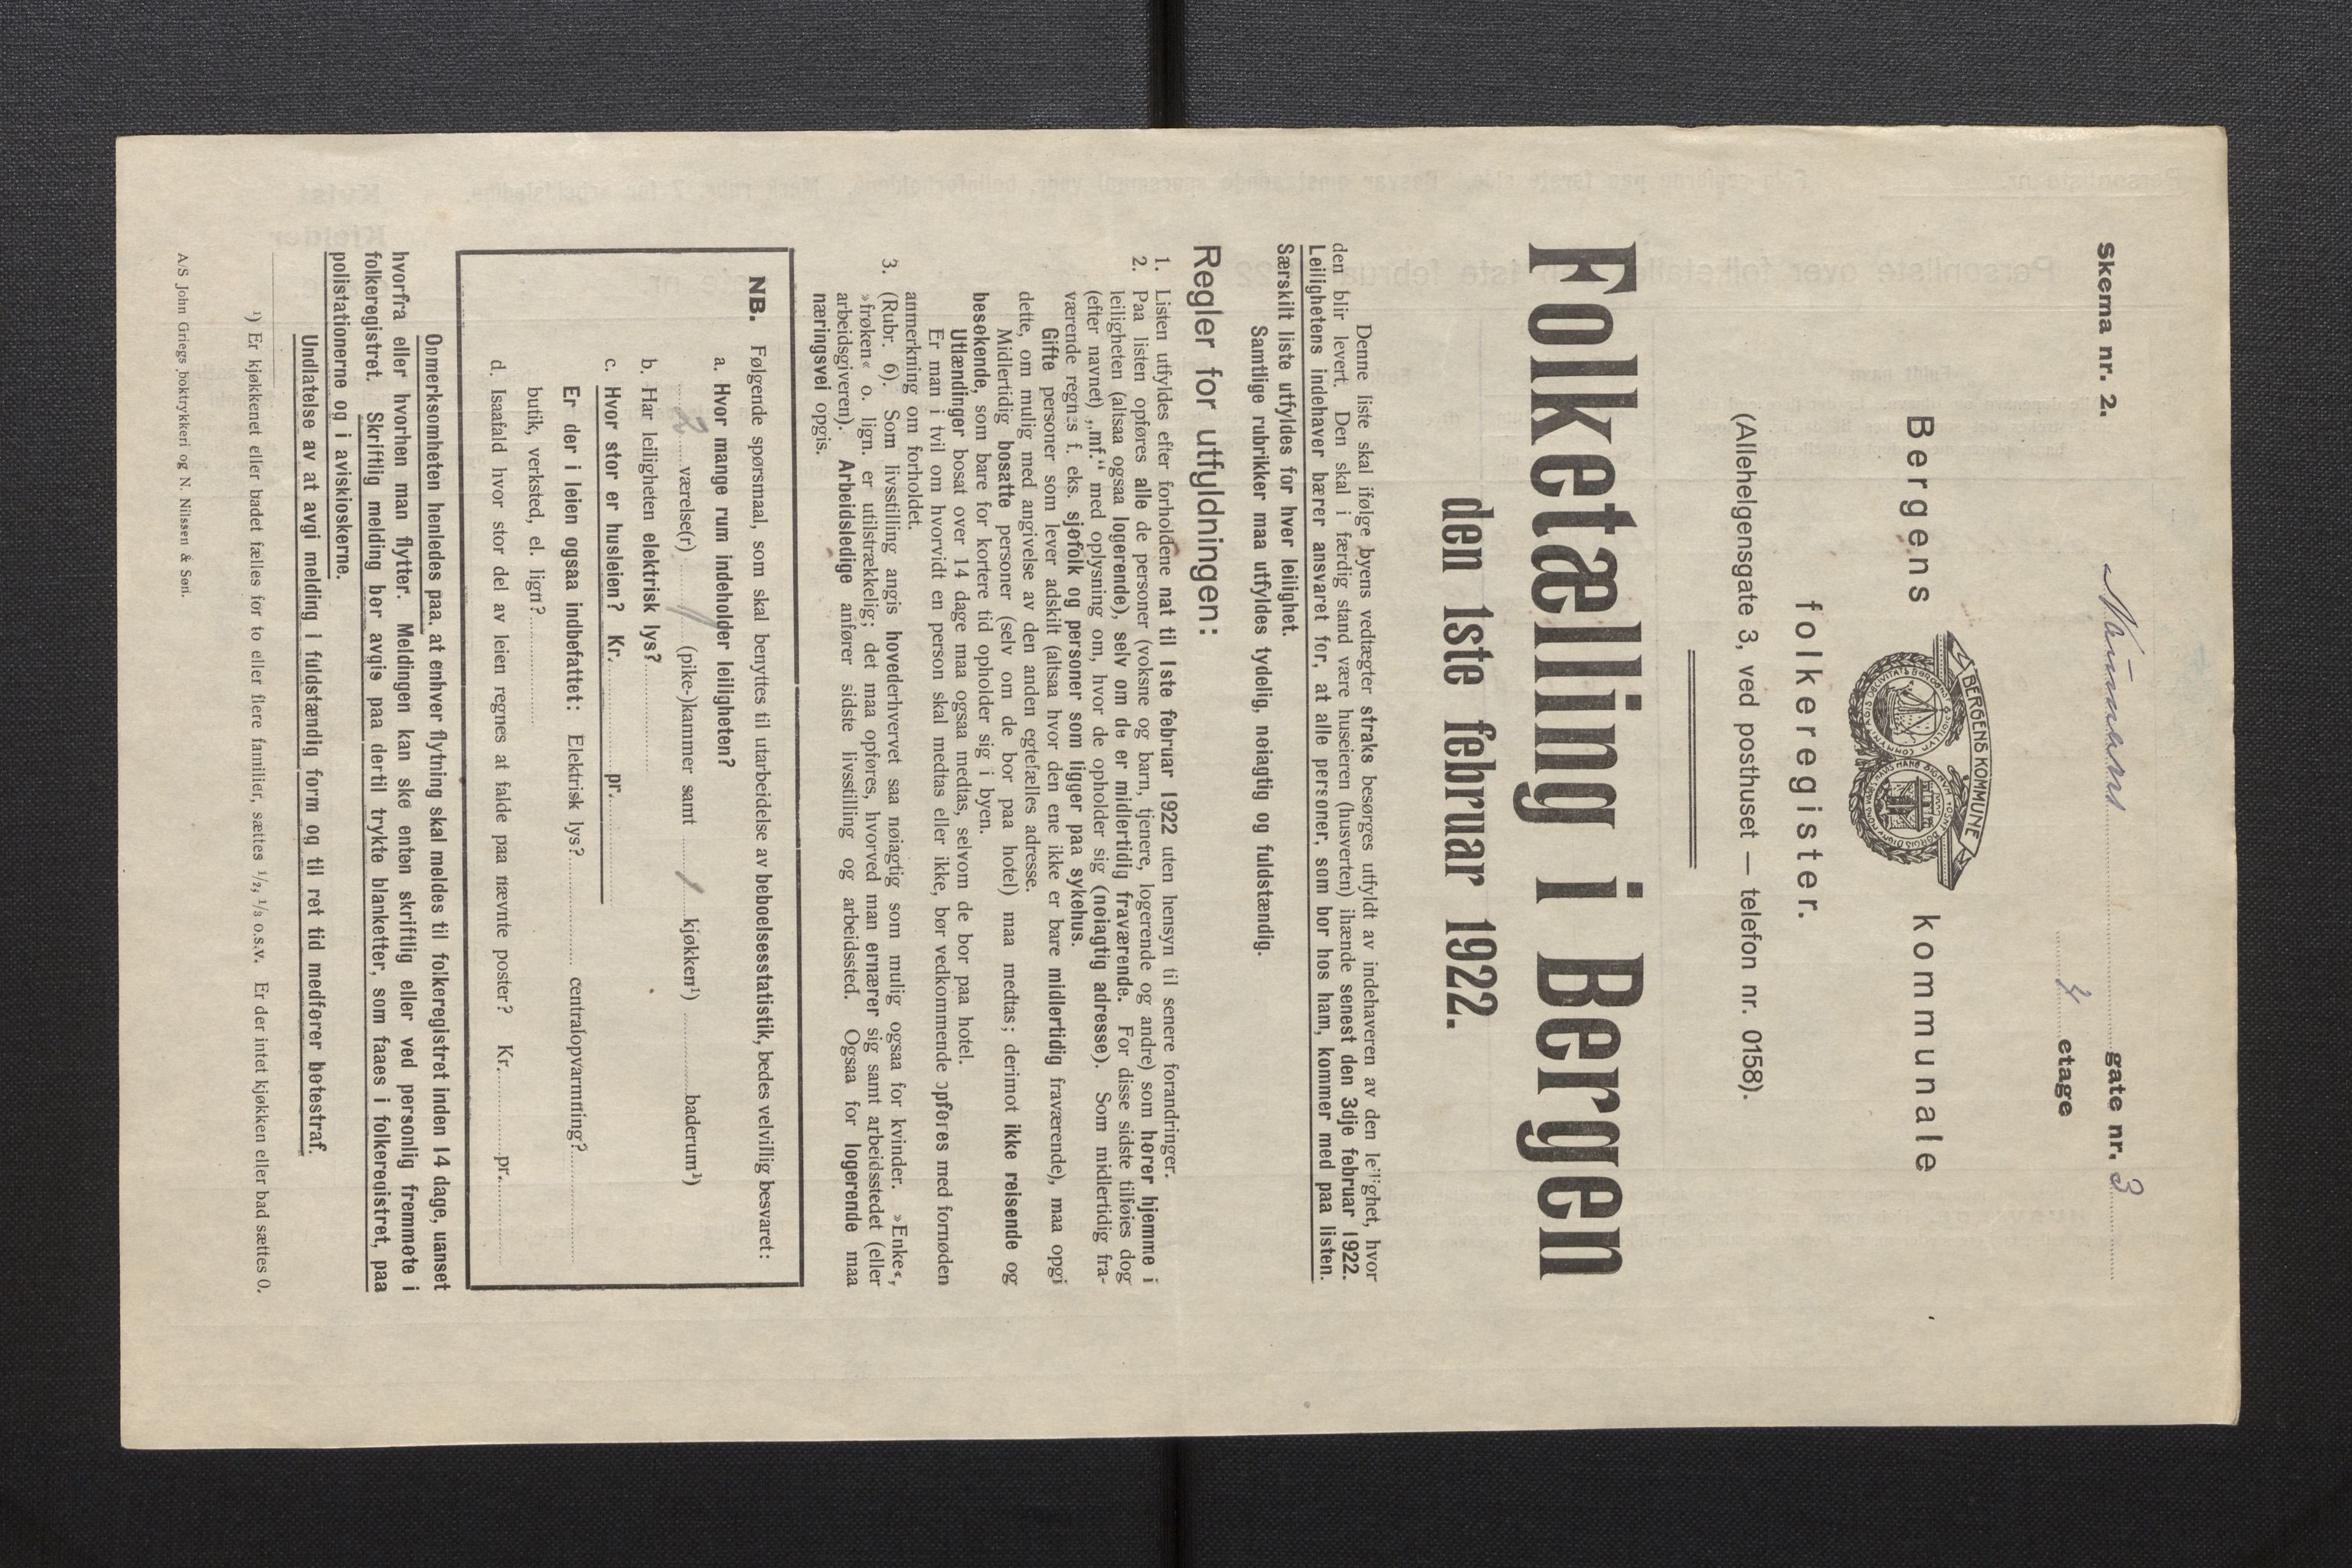 Skema nr. 2.
gate nr. 3
etage
BERGENS KOMMUNE
Bergens kommunale
folkeregister.
(Allehelgensgate 3, ved posthuset — telefon nr. 0158).
Folketælling i Bergen
den 1ste februar 1922.
Denne liste skal ifølge byens vedtægter straks besørges utfyldt av indehaveren av den leilighet, hvor
den blir levert. Den skal i færdig stand være huseieren (husverten) ihænde senest den 3dje februar 1922.
Leilighetens indehaver bærer ansvaret for, at alle personer, som bor hos ham, kommer med paa listen.
Særskilt liste utfyldes for hver leilighet.
Samtlige rubrikker maa utfyldes tydelig, nøiagtig og fuldstændig.
Regler for utfyldningen:
1. Listen utfyldes efter forholdene nat til 1ste februar 1922 uten hensyn til senere forandringer.
2. Paa listen opføres alle de personer (voksne og barn, tjenere, logerende og andre) som hører hjemme i
leiligheten (altsaa ogsaa logerende), selv om de er midlertidig fraværende. For disse sidste tilføies dog
(efter navnet) „mf.“ med oplysning om, hvor de opholder sig (nøiagtig adresse). Som midlertidig fra-
værende regnes f. eks. sjøfolk og personer som ligger paa sykehus.
Gifte personer som lever adskilt (altsaa hvor den ene ikke er bare midlertidig fraværende), maa opgi
dette, om mulig med angivelse av den anden egtefælles adresse.
Midlertidig bosatte personer (selv om de bor paa hotel) maa medtas; derimot ikke reisende og
besøkende, som bare for kortere tid opholder sig i byen.
Utlændinger bosat over 14 dage maa ogsaa medtas, selvom de bor paa hotel.
Er man i tvil om hvorvidt en person skal medtas eller ikke, bør vedkommende opføres med fornøden
anmerkning om forholdet.
3. (Rubr. 6). Som livsstilling angis hovederhvervet saa nøiagtig som mulig ogsaa for kvinder. »Enke«,
»frøken« o. lign. er utilstrækkelig; det maa opføres, hvorved man ernærer sig samt arbeidsstedet (eller
arbeidsgiveren). Arbeidsledige anfører sidste livsstilling og arbeidssted. Ogsaa for logerende maa
næringsvei opgis.
NB. Følgende spørsmaal, som skal benyttes til utarbeidelse av beboelsesstatistik, bedes velvillig besvaret:
a. Hvor mange rum indeholder leiligheten?
2 værelse(r) 1 (pike-)kammer samt 1 kjøkken¹) baderum¹)
b. Har leiligheten elektrisk lys?
c. Hvor stor er husleien? Kr. pr.
Er der i leien ogsaa indbefattet: Elektrisk lys? centralopvarmning?
butik, verksted, el. lign?
d. Isaafald hvor stor del av leien regnes at falde paa nævnte poster? Kr. pr.
Opmerksomheten henledes paa, at enhver flytning skal meldes til folkeregistret inden 14 dage, uanset
hvorfra eller hvorhen man flytter. Meldingen kan ske enten skriftlig eller ved personlig fremmøte i
folkeregistret. Skriftlig melding bør avgis paa dertil trykte blanketter, som faaes i folkeregistret, paa
polistationerne og i aviskioskerne.
Undlatelse av at avgi melding i fuldstændig form og til ret tid medfører bøtestraf.
¹) Er kjøkkenet eller badet fælles for to eller flere familier, sættes ½, ⅓ o.s.v. Er der intet kjøkken eller bad sættes 0.
A/S John Griegs boktrykkeri og N. Nilssen & Søn.